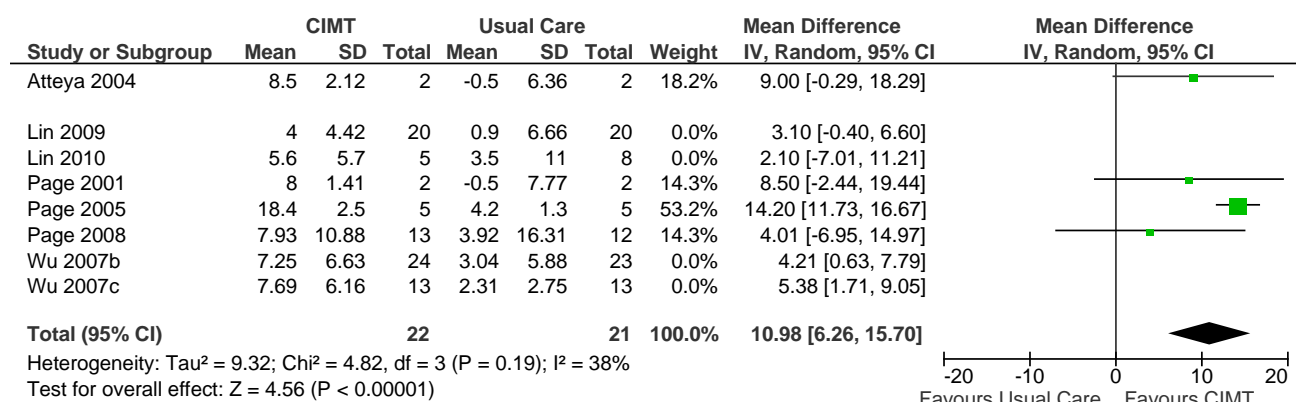 CIMT Usual Care Mean Difference Mean Difference
Study or Subgroup Mean SD Total Mean SD Total Weight IV, Random, 95% CI IV, Random, 95% CI
Atteya 2004 8.5 2.12 2 -0.5 6.36 2 18.2% 9.00 [-0.29, 18.29]
Lin 2009 4 4.42 20 0.9 6.66 20 0.0% 3.10 [-0.40, 6.60]
Lin 2010 5.6 5.7 5 3.5 11 8 0.0% 2.10 [-7.01, 11.21]
Page 2001 8 1.41 2 -0.5 7.77 2 14.3% 8.50 [-2.44, 19.44]
Page 2005 18.4 2.5 5 4.2 1.3 5 53.2% 14.20 [11.73, 16.67]
Page 2008 7.93 10.88 13 3.92 16.31 12 14.3% 4.01 [-6.95, 14.97]
Wu 2007b 7.25 6.63 24 3.04 5.88 23 0.0% 4.21 [0.63, 7.79]
Wu 2007c 7.69 6.16 13 2.31 2.75 13 0.0% 5.38 [1.71, 9.05]
Total (95% CI) 22 21 100.0% 10.98 [6.26, 15.70]
Heterogeneity: Tau² = 9.32; Chi² = 4.82, df = 3 (P = 0.19); I² = 38%
Test for overall effect: Z = 4.56 (P < 0.00001)
-20 -10 0 10 20
Favours Usual Care Favours CIMT